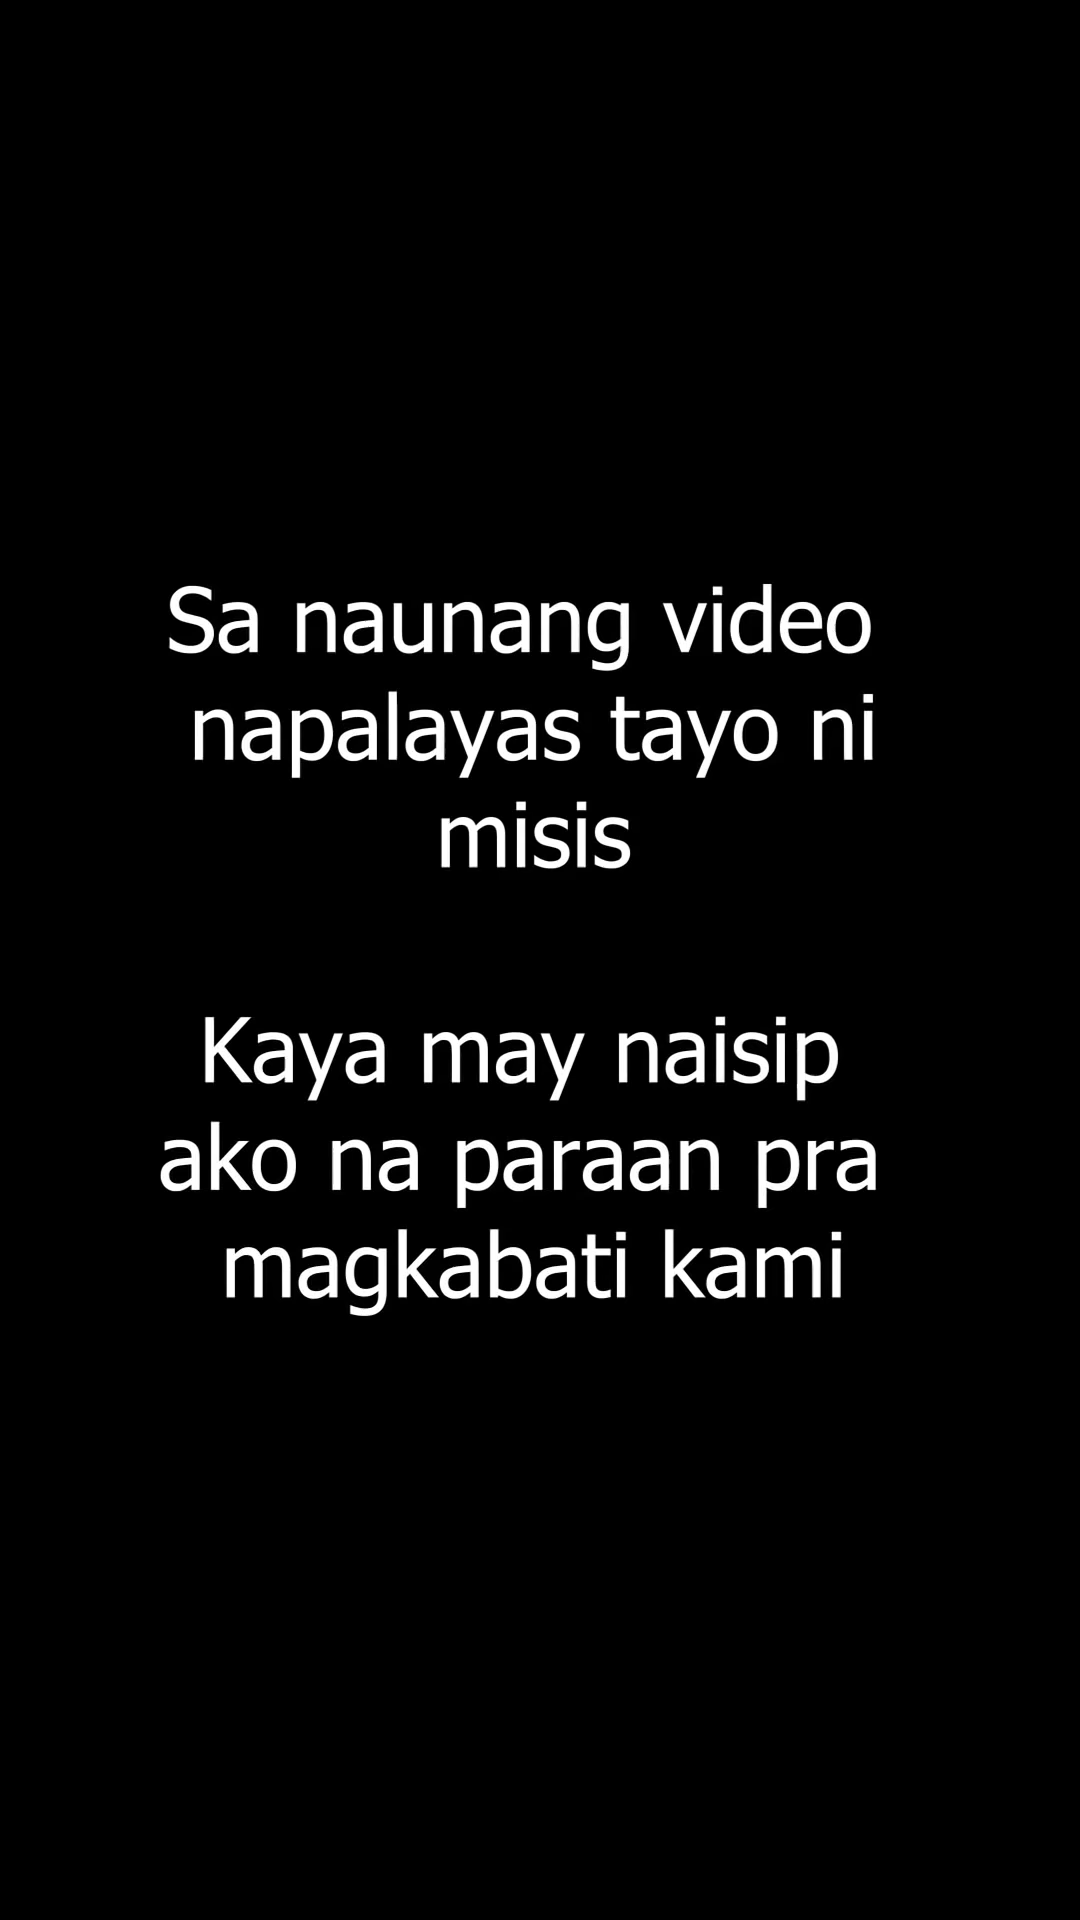 Sa naunang video
napalayas tayo ni
misis
Kaya may naisip
ako na paraan pra
magkabati kami